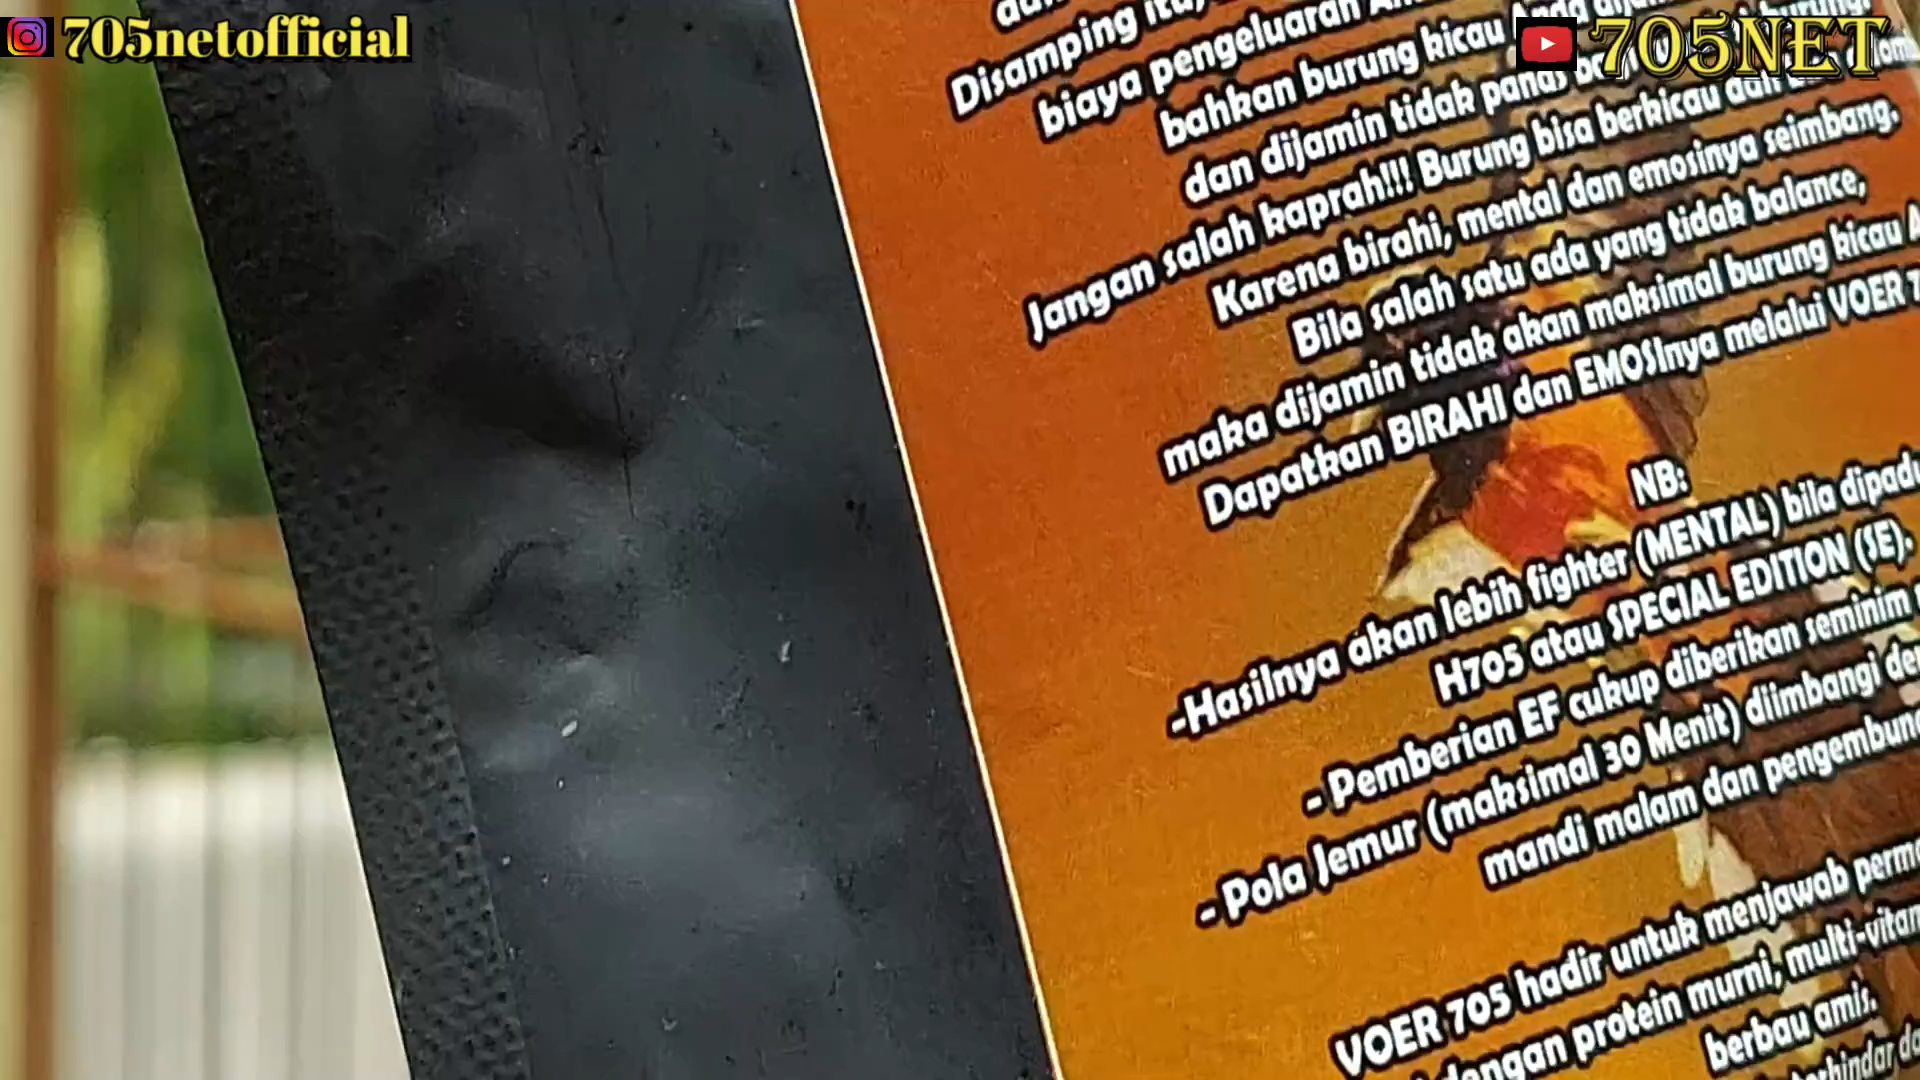 705netofficial
705NET
Disamping itu,
biaya pengeluaran
bahkan burung kicau Anda
dan dijamin tidak panas
Jangan salah kaprah!!! Burung bisa berkicau dan
Karena birahi, mental dan emosinya seimbang.
Bila salah satu ada yang tidak balance,
maka dijamin tidak akan maksimal burung kicau A
Dapatkan BIRAHI dan EMOSInya melalui VOER 7
NB:
-Hasilnya akan lebih fighter (MENTAL) bila dipadu
H705 atau SPECIAL EDITION (SE).
- Pemberian EF cukup diberikan seminim
- Pola Jemur (maksimal 30 Menit) diimbangi de
mandi malam dan pengembun
VOER 705 hadir untuk menjawab perm
dengan protein murni, multi-vitam
berbau amis.